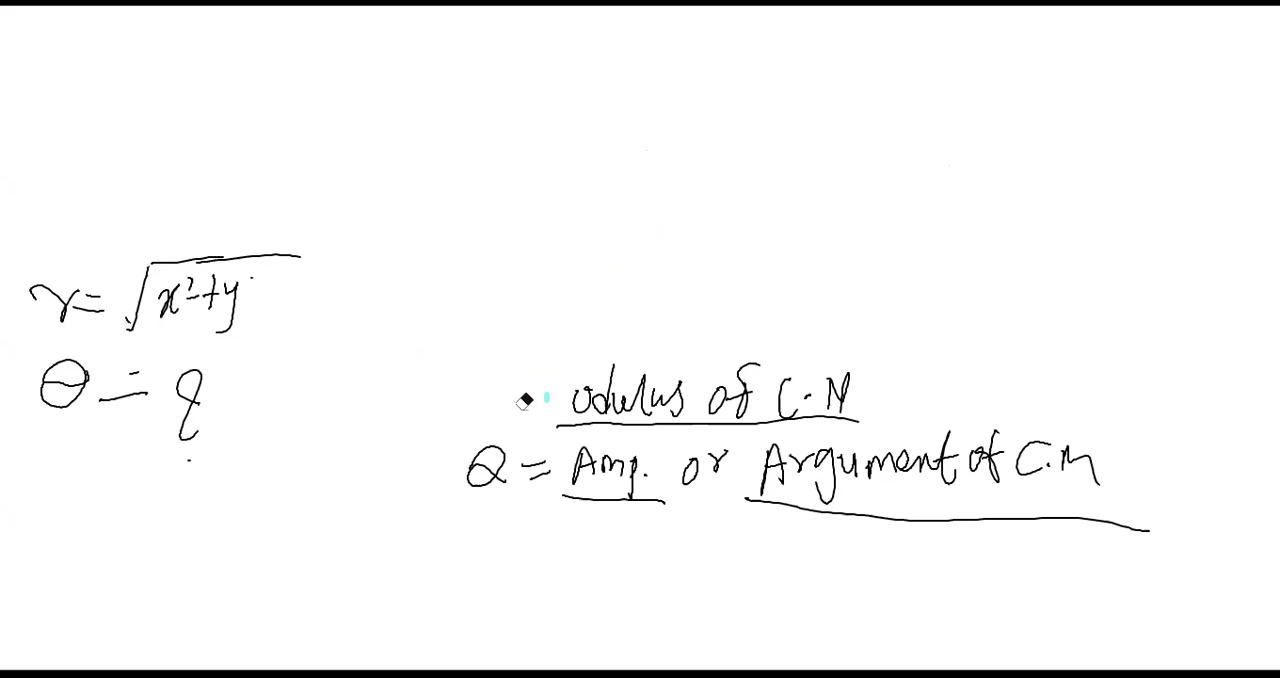 r = √x²+y
θ = ?
odulus of C.N
Q = Amp. or Argument of C.N